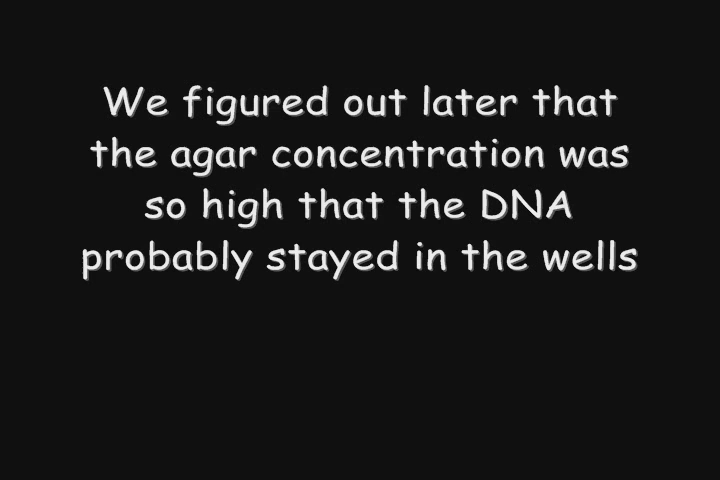 We figured out later that
the agar concentration was
so high that the DNA
probably stayed in the wells